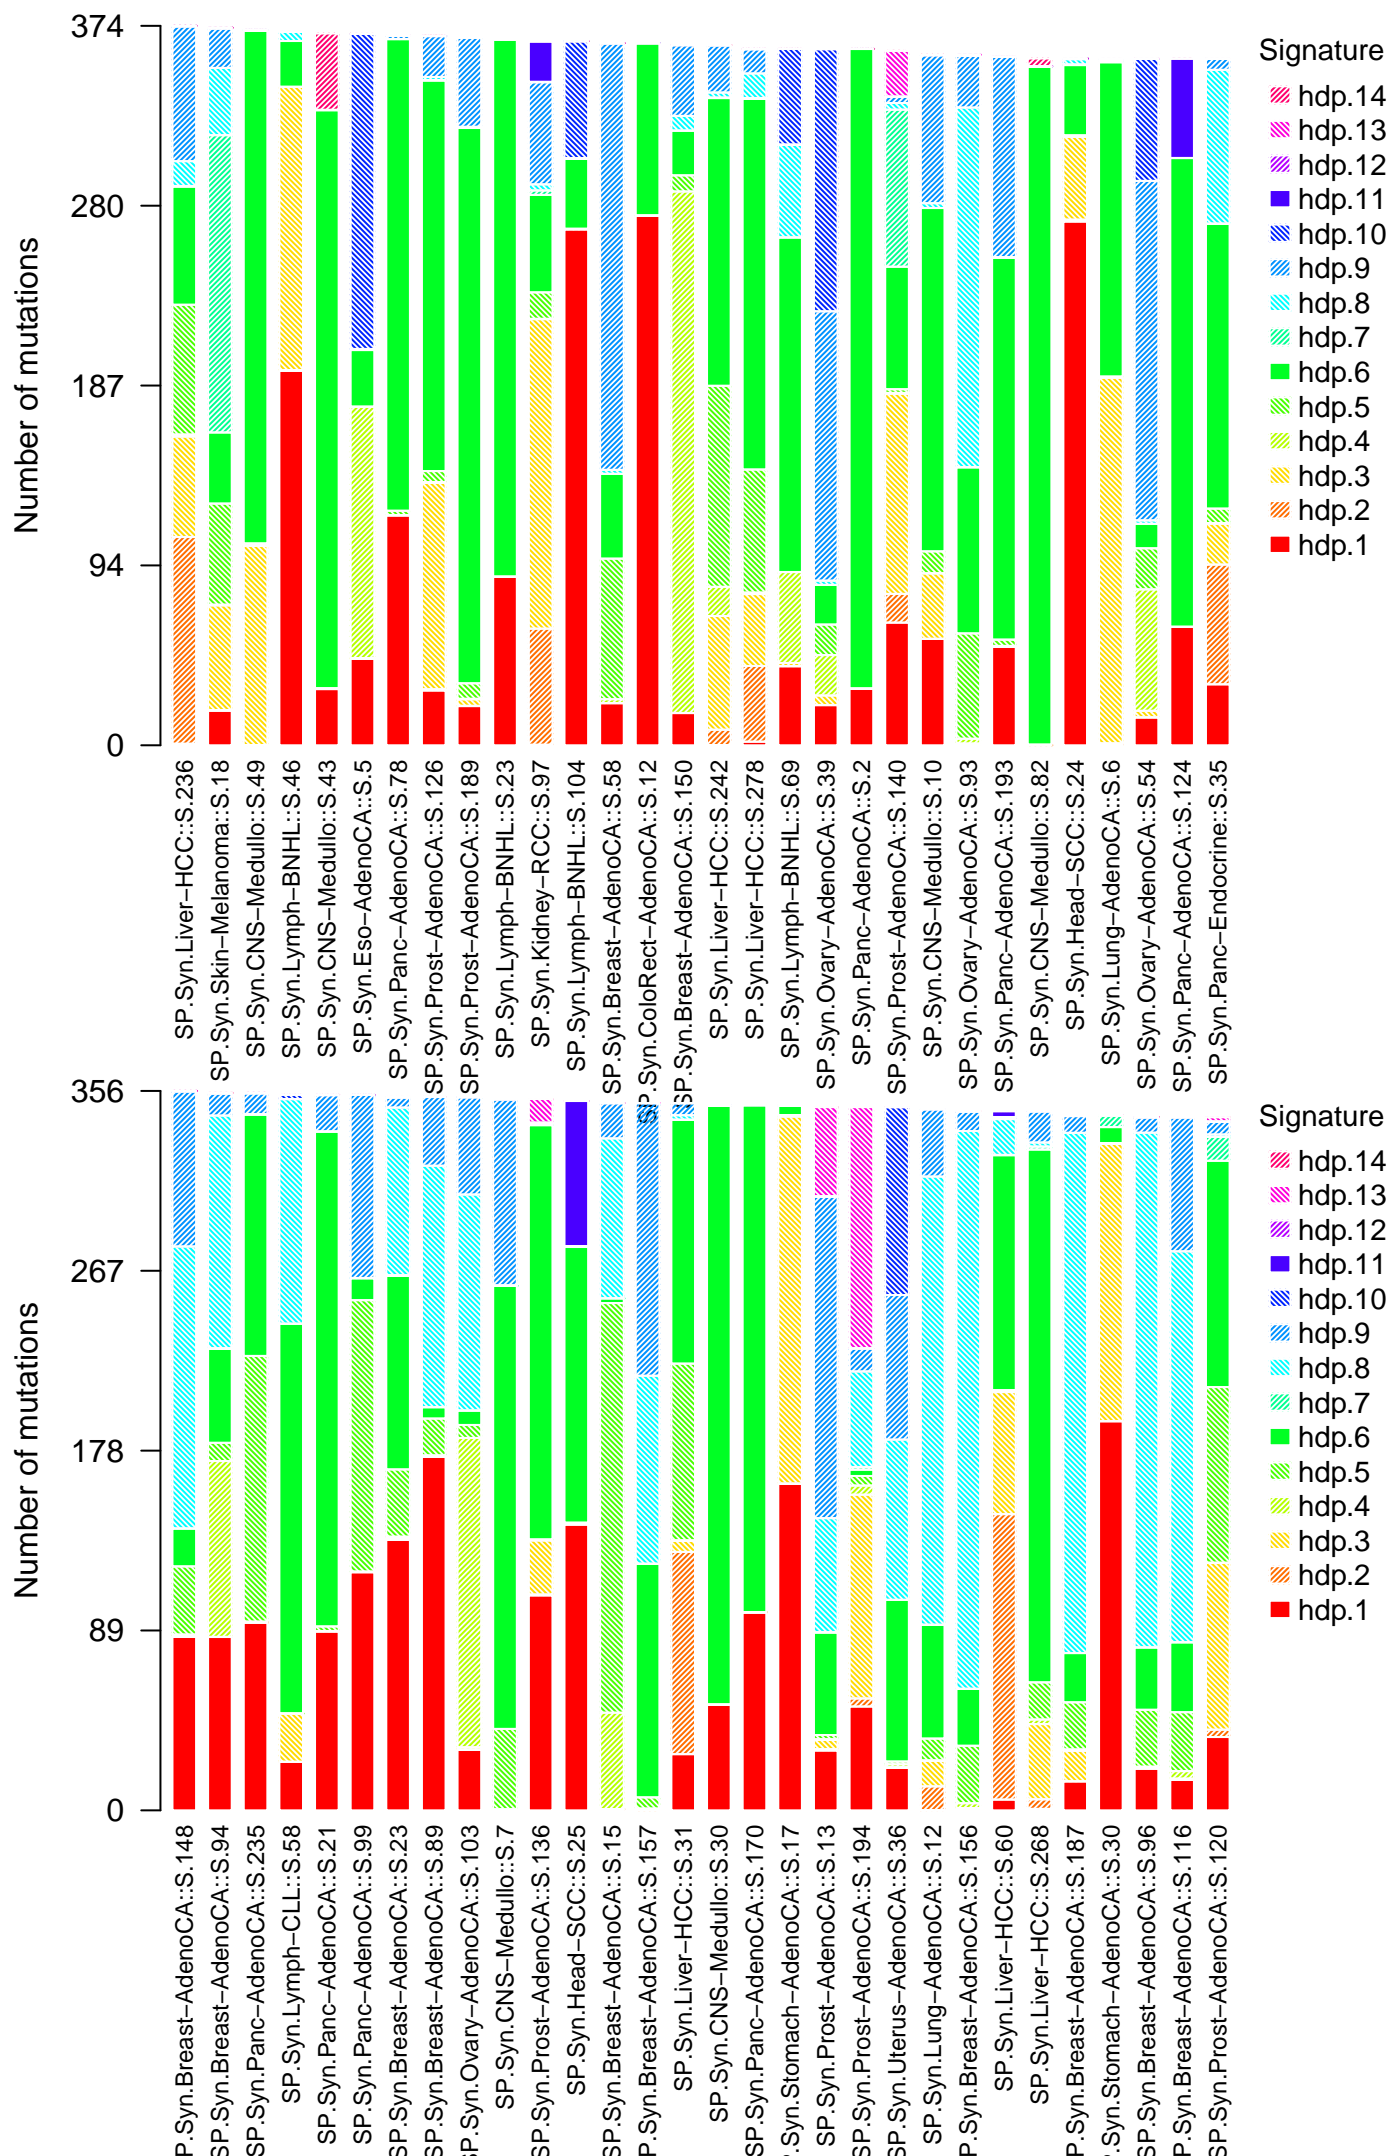 Number of mutations
374
280
187
94
0
Signature
hdp.14
hdp.13
hdp.12
hdp.11
hdp.10
hdp.9
hdp.8
hdp.7
hdp.6
hdp.5
hdp.4
hdp.3
hdp.2
hdp.1
SP.Syn.Liver−HCC::S.236
SP.Syn.Skin−Melanoma::S.18
SP.Syn.CNS−Medullo::S.49
SP.Syn.Lymph−BNHL::S.46
SP.Syn.CNS−Medullo::S.43
SP.Syn.Eso−AdenoCA::S.5
SP.Syn.Panc−AdenoCA::S.78
SP.Syn.Prost−AdenoCA::S.126
SP.Syn.Prost−AdenoCA::S.189
SP.Syn.Lymph−BNHL::S.23
SP.Syn.Kidney−RCC::S.97
SP.Syn.Lymph−BNHL::S.104
SP.Syn.Breast−AdenoCA::S.58
SP.Syn.ColoRect−AdenoCA::S.12
SP.Syn.Breast−AdenoCA::S.150
SP.Syn.Liver−HCC::S.242
SP.Syn.Liver−HCC::S.278
SP.Syn.Lymph−BNHL::S.69
SP.Syn.Ovary−AdenoCA::S.39
SP.Syn.Panc−AdenoCA::S.2
SP.Syn.Prost−AdenoCA::S.140
SP.Syn.CNS−Medullo::S.10
SP.Syn.Ovary−AdenoCA::S.93
SP.Syn.Panc−AdenoCA::S.193
SP.Syn.CNS−Medullo::S.82
SP.Syn.Head−SCC::S.24
SP.Syn.Lung−AdenoCA::S.6
SP.Syn.Ovary−AdenoCA::S.54
SP.Syn.Panc−AdenoCA::S.124
SP.Syn.Panc−Endocrine::S.35
Number of mutations
356
267
178
89
0
Signature
hdp.14
hdp.13
hdp.12
hdp.11
hdp.10
hdp.9
hdp.8
hdp.7
hdp.6
hdp.5
hdp.4
hdp.3
hdp.2
hdp.1
SP.Syn.Breast−AdenoCA::S.148
SP.Syn.Breast−AdenoCA::S.94
SP.Syn.Panc−AdenoCA::S.235
SP.Syn.Lymph−CLL::S.58
SP.Syn.Panc−AdenoCA::S.21
SP.Syn.Panc−AdenoCA::S.99
SP.Syn.Breast−AdenoCA::S.23
SP.Syn.Breast−AdenoCA::S.89
SP.Syn.Ovary−AdenoCA::S.103
SP.Syn.CNS−Medullo::S.7
SP.Syn.Prost−AdenoCA::S.136
SP.Syn.Head−SCC::S.25
SP.Syn.Breast−AdenoCA::S.15
SP.Syn.Breast−AdenoCA::S.157
SP.Syn.Liver−HCC::S.31
SP.Syn.CNS−Medullo::S.30
SP.Syn.Panc−AdenoCA::S.170
P.Syn.Stomach−AdenoCA::S.17
SP.Syn.Prost−AdenoCA::S.13
SP.Syn.Prost−AdenoCA::S.194
SP.Syn.Uterus−AdenoCA::S.36
SP.Syn.Lung−AdenoCA::S.12
SP.Syn.Breast−AdenoCA::S.156
SP.Syn.Liver−HCC::S.60
SP.Syn.Liver−HCC::S.268
SP.Syn.Breast−AdenoCA::S.187
SP.Syn.Stomach−AdenoCA::S.30
SP.Syn.Breast−AdenoCA::S.96
SP.Syn.Breast−AdenoCA::S.116
SP.Syn.Prost−AdenoCA::S.120